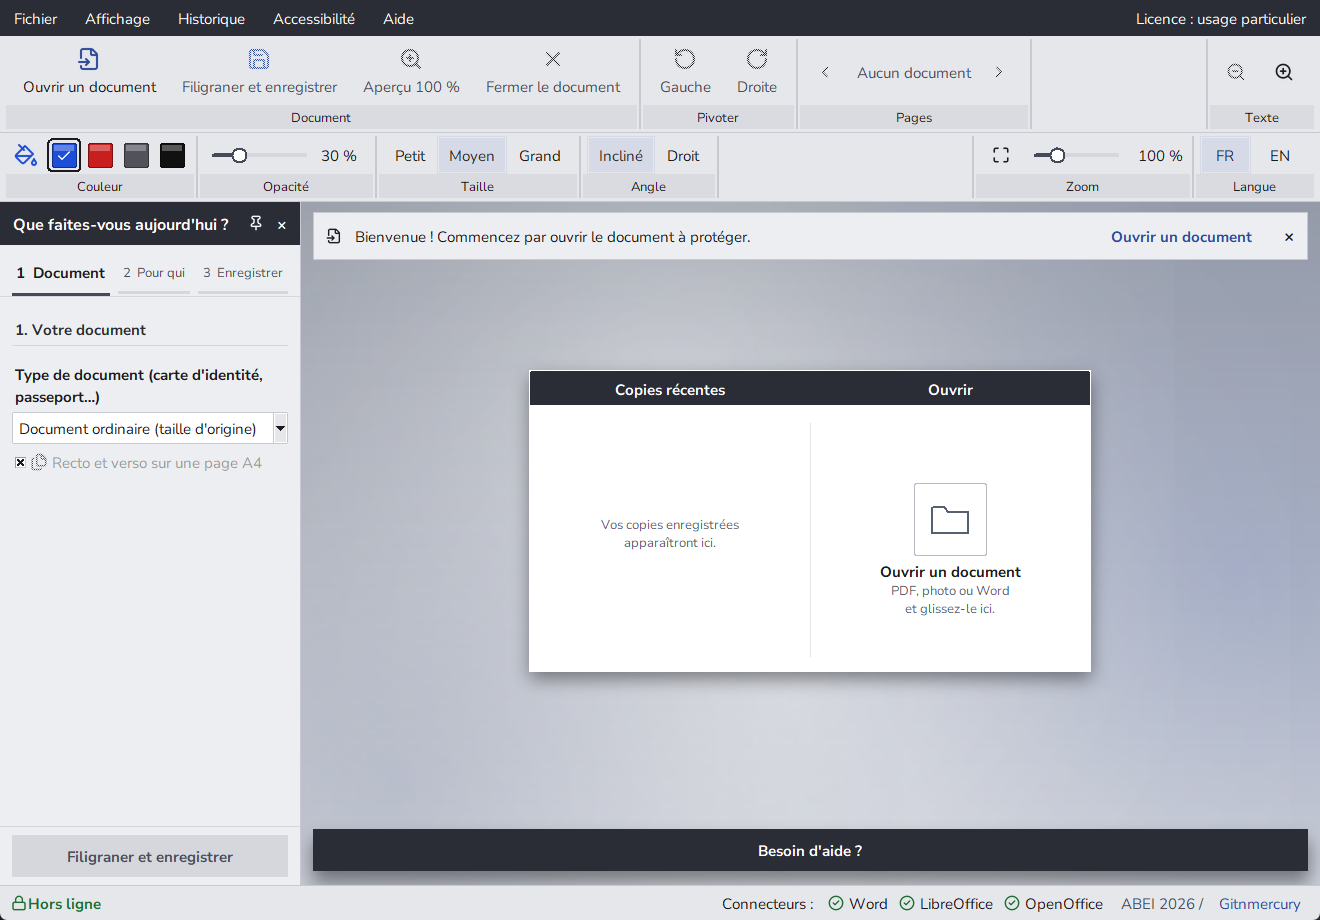 Fichier Affichage Historique Accessibilité Aide Licence : usage particulier
Ouvrir un document Filigraner et enregistrer Aperçu 100 % Fermer le document Gauche Droite Aucun document
Document Pivoter Pages Texte
30 % Petit Moyen Grand Incliné Droit 100 % FR EN
Couleur Opacité Taille Angle Zoom Langue
Que faites-vous aujourd'hui ?
1 Document 2 Pour qui 3 Enregistrer
1. Votre document
Type de document (carte d'identité,
passeport...)
Document ordinaire (taille d'origine)
Recto et verso sur une page A4
Filigraner et enregistrer
Bienvenue ! Commencez par ouvrir le document à protéger. Ouvrir un document
Copies récentes Ouvrir
Vos copies enregistrées
apparaîtront ici.
Ouvrir un document
PDF, photo ou Word
et glissez-le ici.
Besoin d'aide ?
Hors ligne Connecteurs : Word LibreOffice OpenOffice ABEI 2026 / Gitnmercury